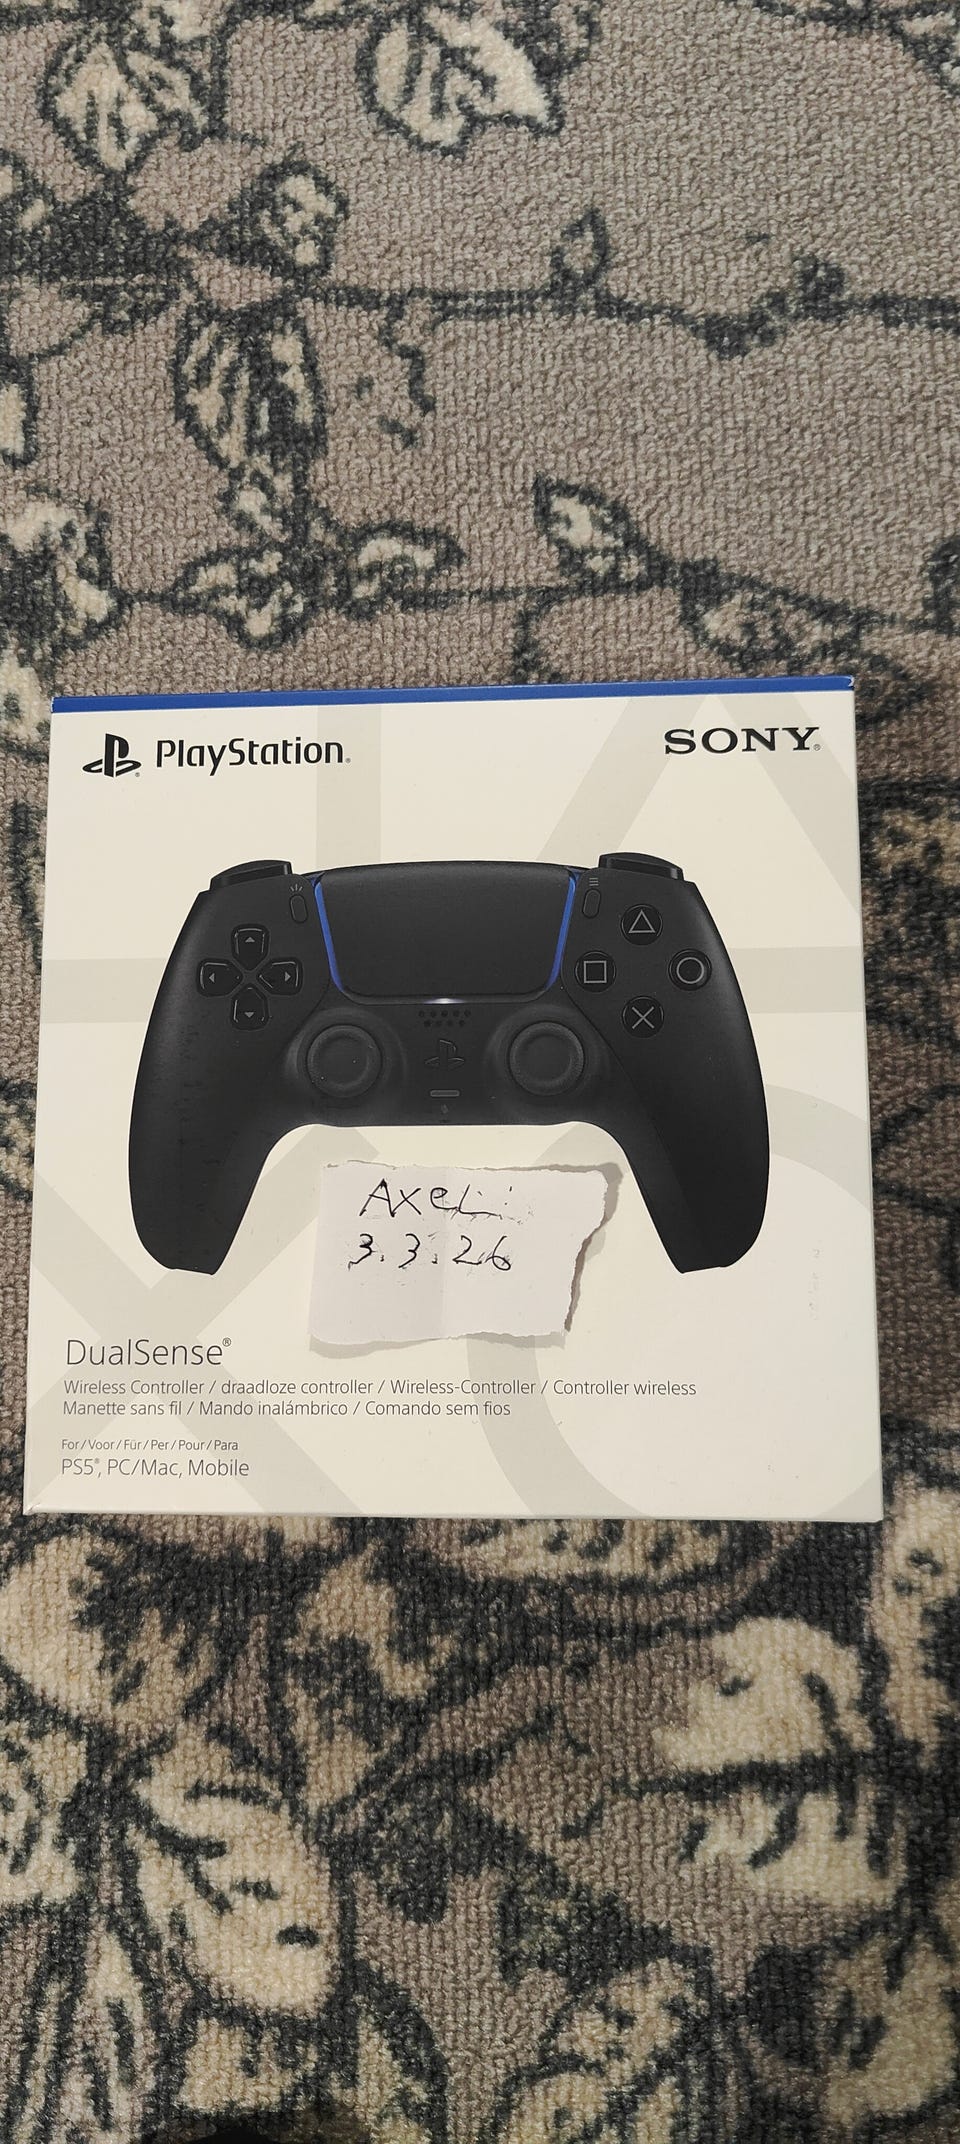 PlayStation®
SONY®
AxeL
3.3.26
DualSense®
Wireless Controller / draadloze controller / Wireless-Controller / Controller wireless
Manette sans fil / Mando inalámbrico / Comando sem fios
For / Voor / Für / Per / Pour / Para
PS5®, PC/Mac, Mobile